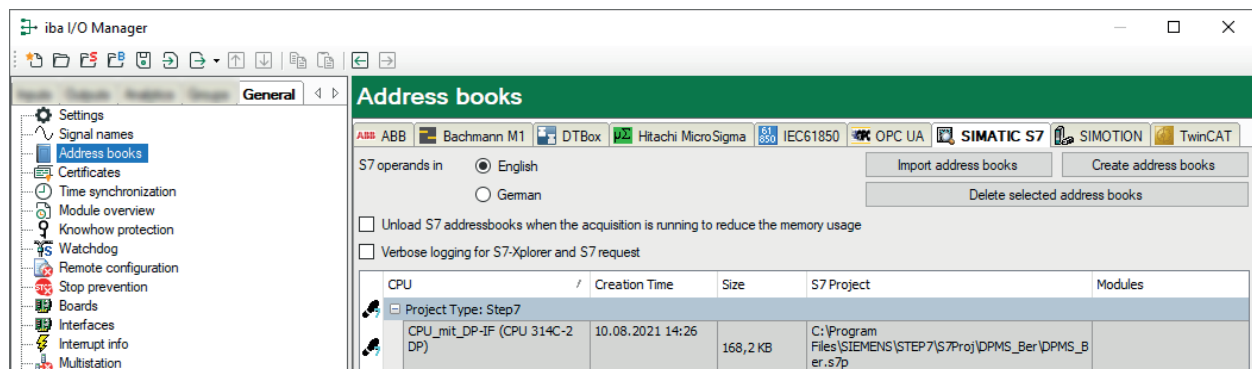 iba I/O Manager
General
Address books
Settings
Signal names
Address books
Certificates
Time synchronization
Module overview
Knowhow protection
Watchdog
Remote configuration
Stop prevention
Boards
Interfaces
Interrupt info
Multistation
ABB ABB Bachmann M1 DTBox µΣ Hitachi MicroSigma 61 850 IEC61850 OPC UA SIMATIC S7 SIMOTION TwinCAT
S7 operands in English Import address books Create address books
German Delete selected address books
Unload S7 addressbooks when the acquisition is running to reduce the memory usage
Verbose logging for S7-Xplorer and S7 request
CPU / Creation Time Size S7 Project Modules
Project Type: Step7
CPU_mit_DP-IF (CPU 314C-2
DP)
10.08.2021 14:26
168,2 KB
C:\Program
Files\SIEMENS\STEP7\S7Proj\DPMS_Ber\DPMS_B
er.s7p